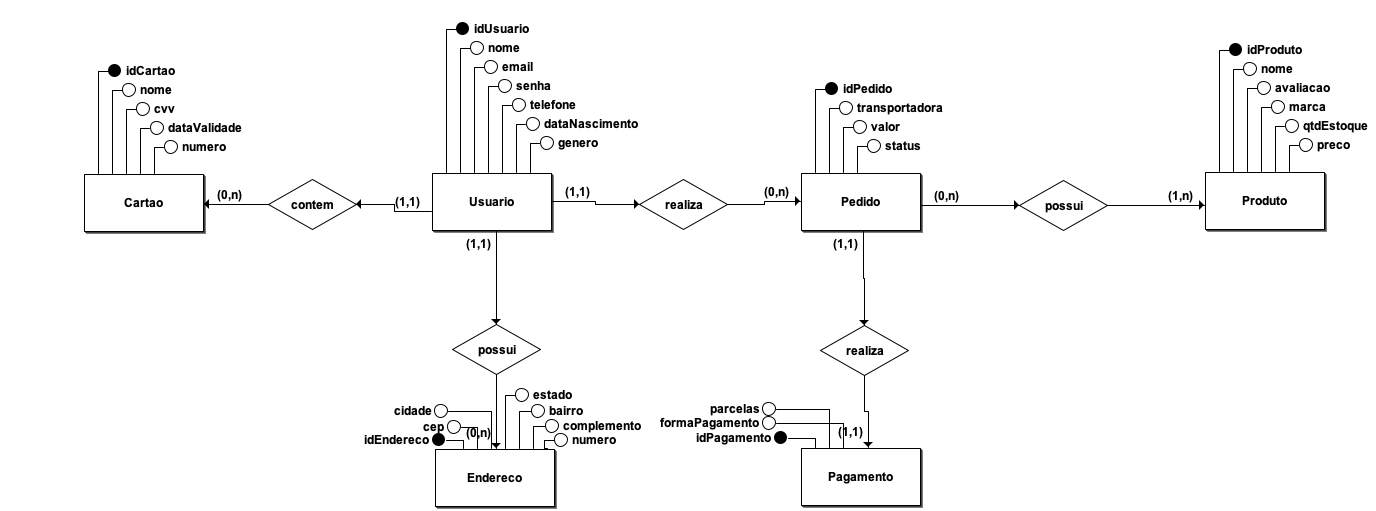 idCartao
nome
cvv
dataValidade
numero
Cartao
(0,n)
contem
(1,1)
idUsuario
nome
email
senha
telefone
dataNascimento
genero
Usuario
(1,1)
realiza
(0,n)
idPedido
transportadora
valor
status
Pedido
(0,n)
possui
(1,n)
idProduto
nome
avaliacao
marca
qtdEstoque
preco
Produto
(1,1)
possui
estado
cidade
bairro
cep
(0,n)
complemento
idEndereco
numero
Endereco
(1,1)
realiza
parcelas
formaPagamento
(1,1)
idPagamento
Pagamento